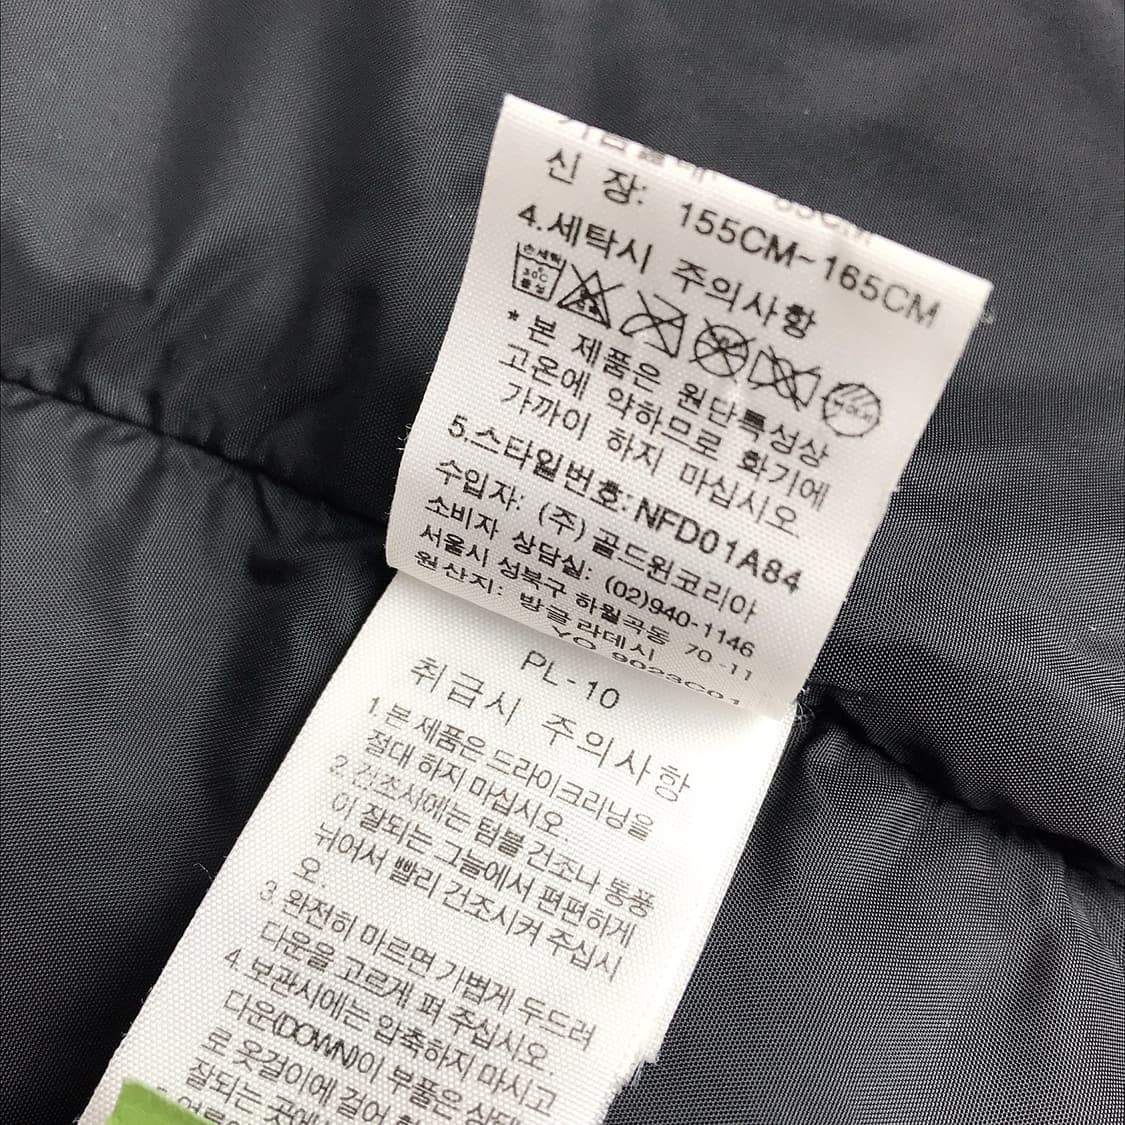 신 장: 155CM~165CM
4.세탁시 주의사항
손세탁
30℃
중성
*본 제품은 원단특성상
고온에 약하므로 화기에
가까이 하지 마십시오
5.스타일번호: NFD01A84
수입자: (주) 골드윈코리아
소비자 상담실: (02)940-1146
서울시 성북구 하월곡동 70-11
원산지: 방글라데시
YO 9023C01
PL-10
취급시 주의사항
1.본 제품은 드라이크리닝을
절대 하지 마십시오.
2.건조시에는 텀블 건조나 통풍
이 잘되는 그늘에서 편편하게
뉘어서 빨리 건조시켜 주십시
오.
3.완전히 마르면 가볍게 두드려
다운을 고르게 펴 주십시오.
4.보관시에는 압축하지 마시고
다운(DOWN)이 부품은 상태
로 옷걸이에 걸어
잘되는 곳에